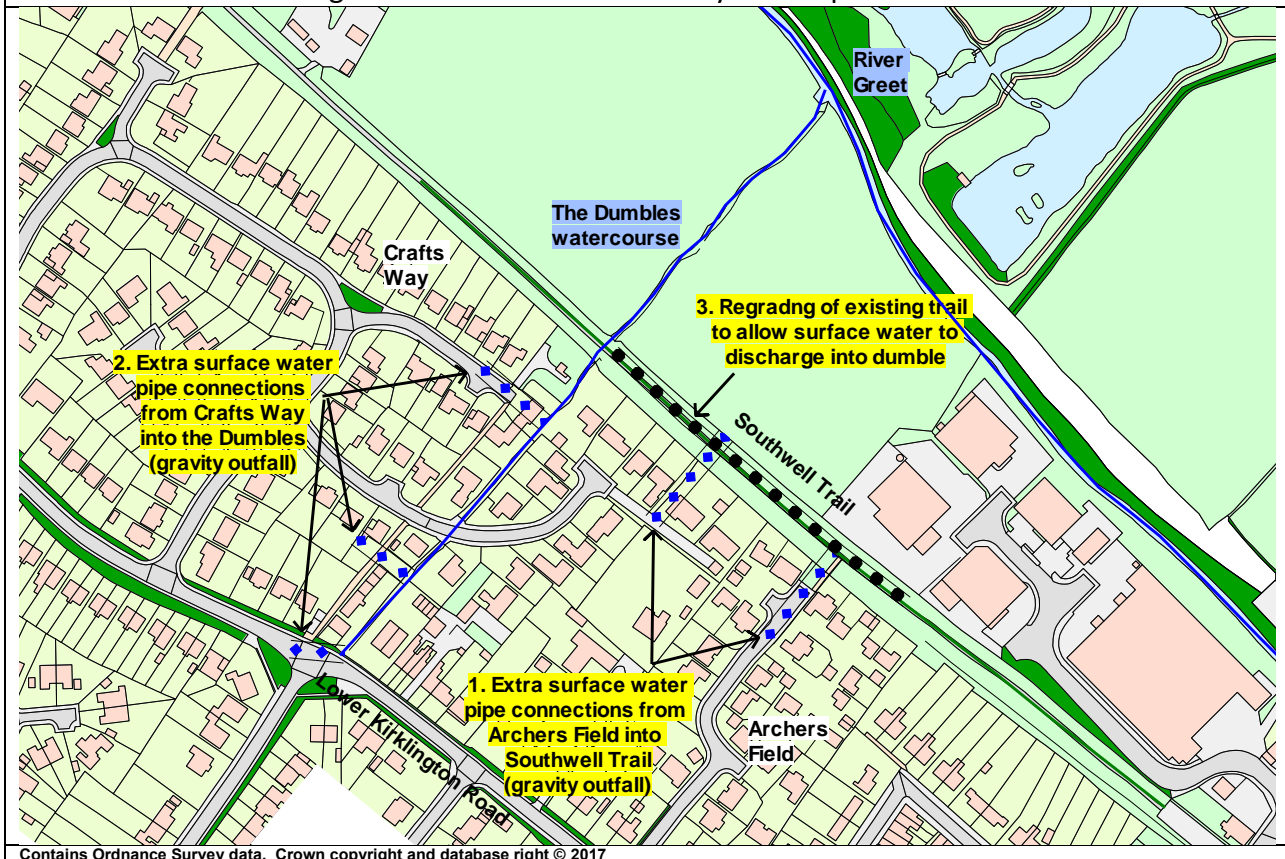 River
Greet
The Dumbles
watercourse
Crafts
Way
3. Regradng of existing trail
to allow surface water to
discharge into dumble
2. Extra surface water
pipe connections
from Crafts Way
into the Dumbles
(gravity outfall)
Southwell Trail
1. Extra surface water
pipe connections from
Archers Field into
Southwell Trail
(gravity outfall)
Archers
Field
Lower Kirklington Road
Contains Ordnance Survey data. Crown copyright and database right © 2017